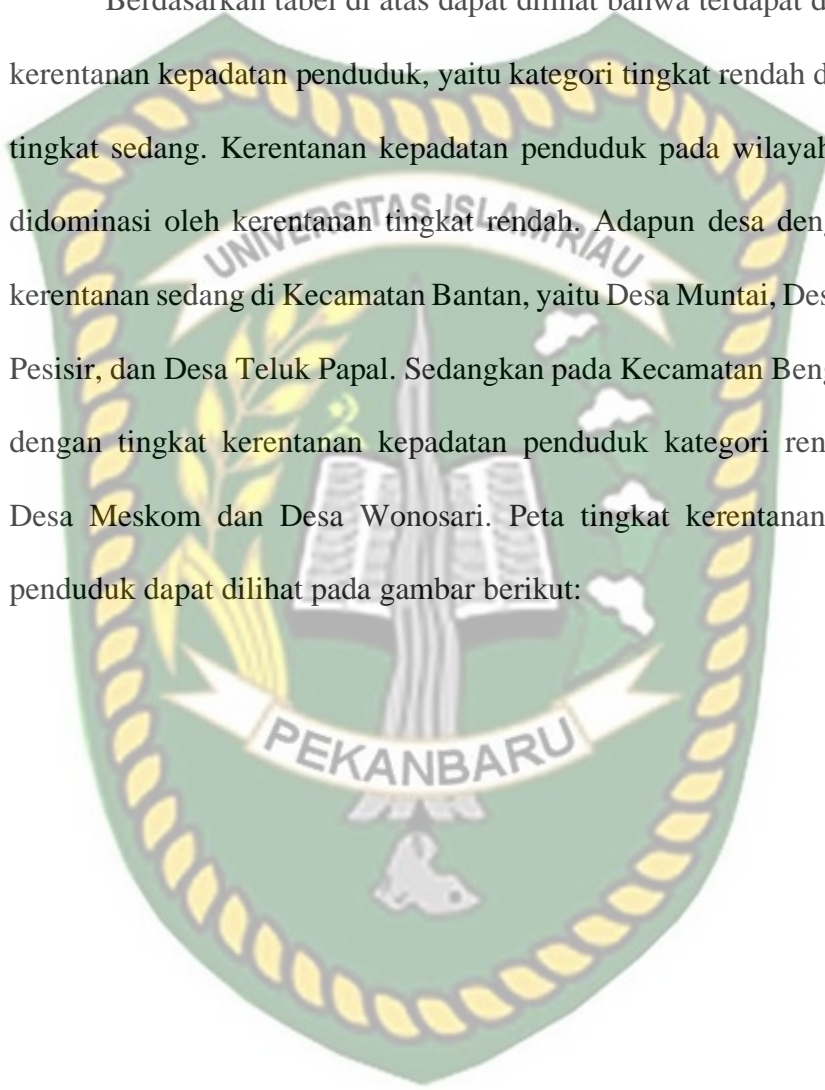 Berdasarkan tabel di atas dapat dilihat bahwa terdapat
kerentanan kepadatan penduduk, yaitu kategori tingkat rendah
tingkat sedang. Kerentanan kepadatan penduduk pada wilayah
didominasi oleh kerentanan tingkat rendah. Adapun desa
kerentanan sedang di Kecamatan Bantan, yaitu Desa Muntai,
Pesisir, dan Desa Teluk Papal. Sedangkan pada Kecamatan
dengan tingkat kerentanan kepadatan penduduk kategori
Desa Meskom dan Desa Wonosari. Peta tingkat kerentanan
penduduk dapat dilihat pada gambar berikut:
UNIVERSITAS ISLAM RIAU
PEKANBARU